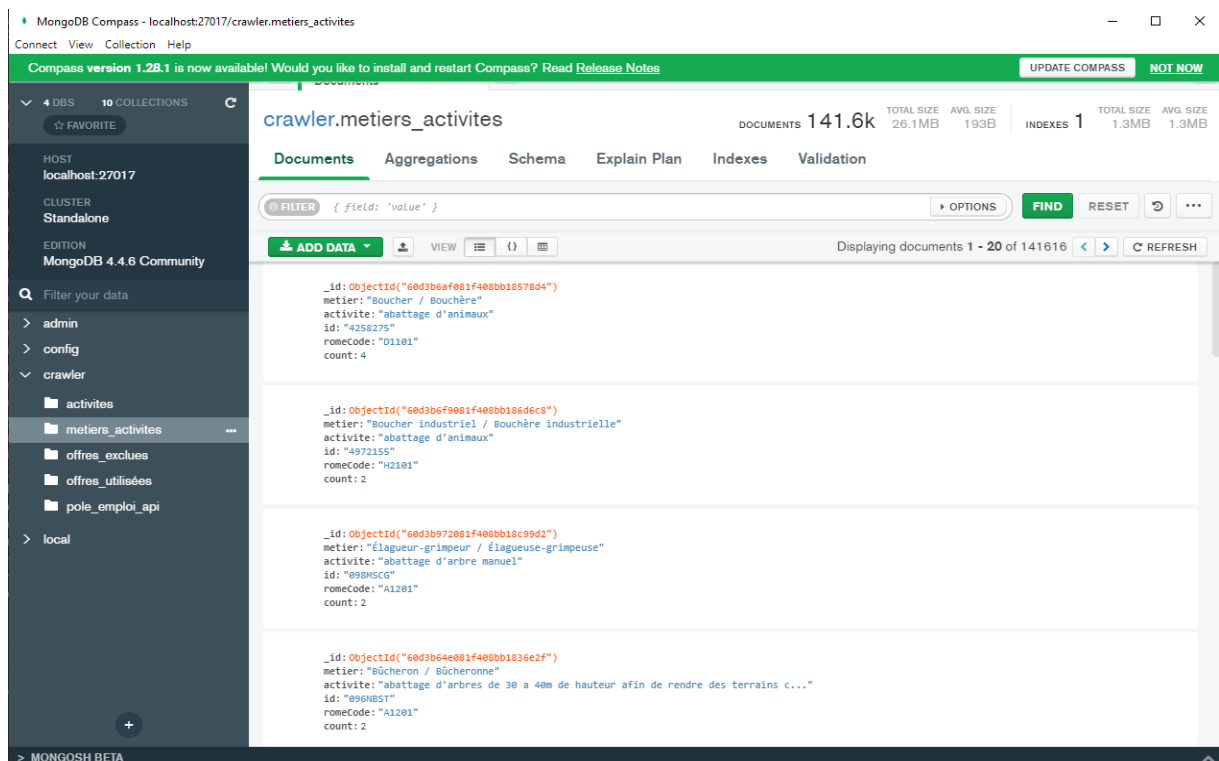 MongoDB Compass - localhost:27017/crawler.metiers_activites
Connect View Collection Help
Compass version 1.28.1 is now available! Would you like to install and restart Compass? Read Release Notes
UPDATE COMPASS NOT NOW
4 DBS 10 COLLECTIONS
FAVORITE
HOST
localhost:27017
CLUSTER
Standalone
EDITION
MongoDB 4.4.6 Community
Filter your data
admin
config
crawler
activites
metiers_activites
offres_exclues
offres_utilisées
pole_emploi_api
local
Documents
crawler.metiers_activites
DOCUMENTS 141.6k TOTAL SIZE 26.1MB AVG. SIZE 193B INDEXES 1 TOTAL SIZE 1.3MB AVG. SIZE 1.3MB
Documents Aggregations Schema Explain Plan Indexes Validation
FILTER { field: 'value' } OPTIONS FIND RESET
ADD DATA VIEW {} Displaying documents 1 - 20 of 141616 REFRESH
_id: ObjectId("60d3b6af081f408bb18578d4")
metier: "Boucher / Bouchère"
activite: "abattage d'animaux"
id: "4258275"
romeCode: "D1101"
count: 4
_id: ObjectId("60d3b6f9081f408bb186d6c8")
metier: "Boucher industriel / Bouchère industrielle"
activite: "abattage d'animaux"
id: "4972155"
romeCode: "H2101"
count: 2
_id: ObjectId("60d3b972081f408bb18c99d2")
metier: "Élagueur-grimpeur / Élagueuse-grimpeuse"
activite: "abattage d'arbre manuel"
id: "098MSCG"
romeCode: "A1201"
count: 2
_id: ObjectId("60d3b64e081f408bb1836e2f")
metier: "Bûcheron / Bûcheronne"
activite: "abattage d'arbres de 30 a 40m de hauteur afin de rendre des terrains c..."
id: "096NBST"
romeCode: "A1201"
count: 2
> MONGOSH BETA